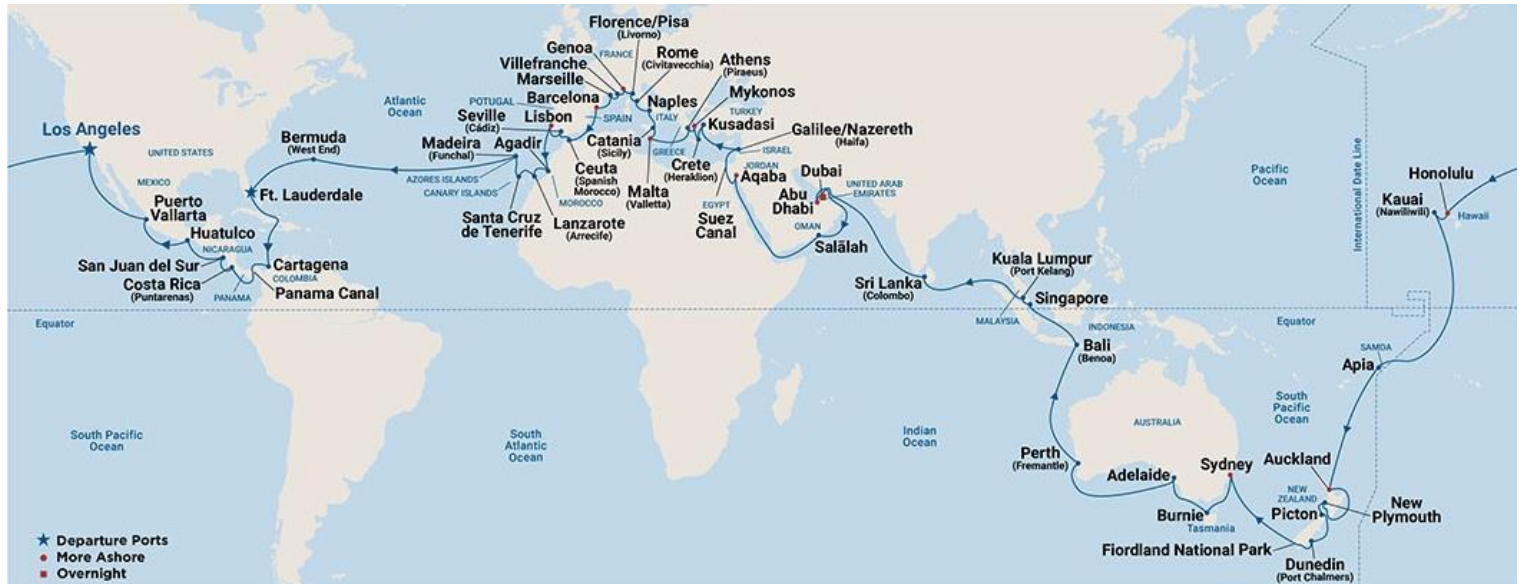 Los Angeles
UNITED STATES
MEXICO
Puerto
Vallarta
Huatulco
NICARAGUA
San Juan del Sur
Costa Rica
(Puntarenas)
PANAMA
Panama Canal
Cartagena
COLOMBIA
Ft. Lauderdale
Bermuda
(West End)
Atlantic
Ocean
Equator
South Pacific
Ocean
South
Atlantic
Ocean
Florence/Pisa
(Livorno)
Genoa
FRANCE
Villefranche
Marseille
Rome
(Civitavecchia)
Athens
(Piraeus)
POTUGAL
Barcelona
Naples
ITALY
Mykonos
TURKEY
Seville
(Cádiz)
Lisbon
SPAIN
Kusadasi
Madeira
(Funchal)
Agadir
Catania
(Sicily)
GREECE
Galilee/Nazereth
(Haifa)
ISRAEL
AZORES ISLANDS
CANARY ISLANDS
Ceuta
(Spanish
Morocco)
Crete
(Heraklion)
JORDAN
Aqaba
Dubai
UNITED ARAB
EMIRATES
Abu
Dhabi
MOROCCO
Malta
(Valletta)
EGYPT
Suez
Canal
OMAN
Salālah
Santa Cruz
de Tenerife
Lanzarote
(Arrecife)
Sri Lanka
(Colombo)
Kuala Lumpur
(Port Kelang)
Singapore
MALAYSIA
INDONESIA
Bali
(Benoa)
Indian
Ocean
Perth
(Fremantle)
AUSTRALIA
Adelaide
Sydney
Burnie
Tasmania
Pacific
Ocean
International Date Line
Honolulu
Kauai
(Nawiliwili)
Hawaii
Equator
SAMOA
Apia
South
Pacific
Ocean
Auckland
NEW
ZEALAND
New
Plymouth
Picton
Fiordland National Park
Dunedin
(Port Chalmers)
Departure Ports
More Ashore
Overnight